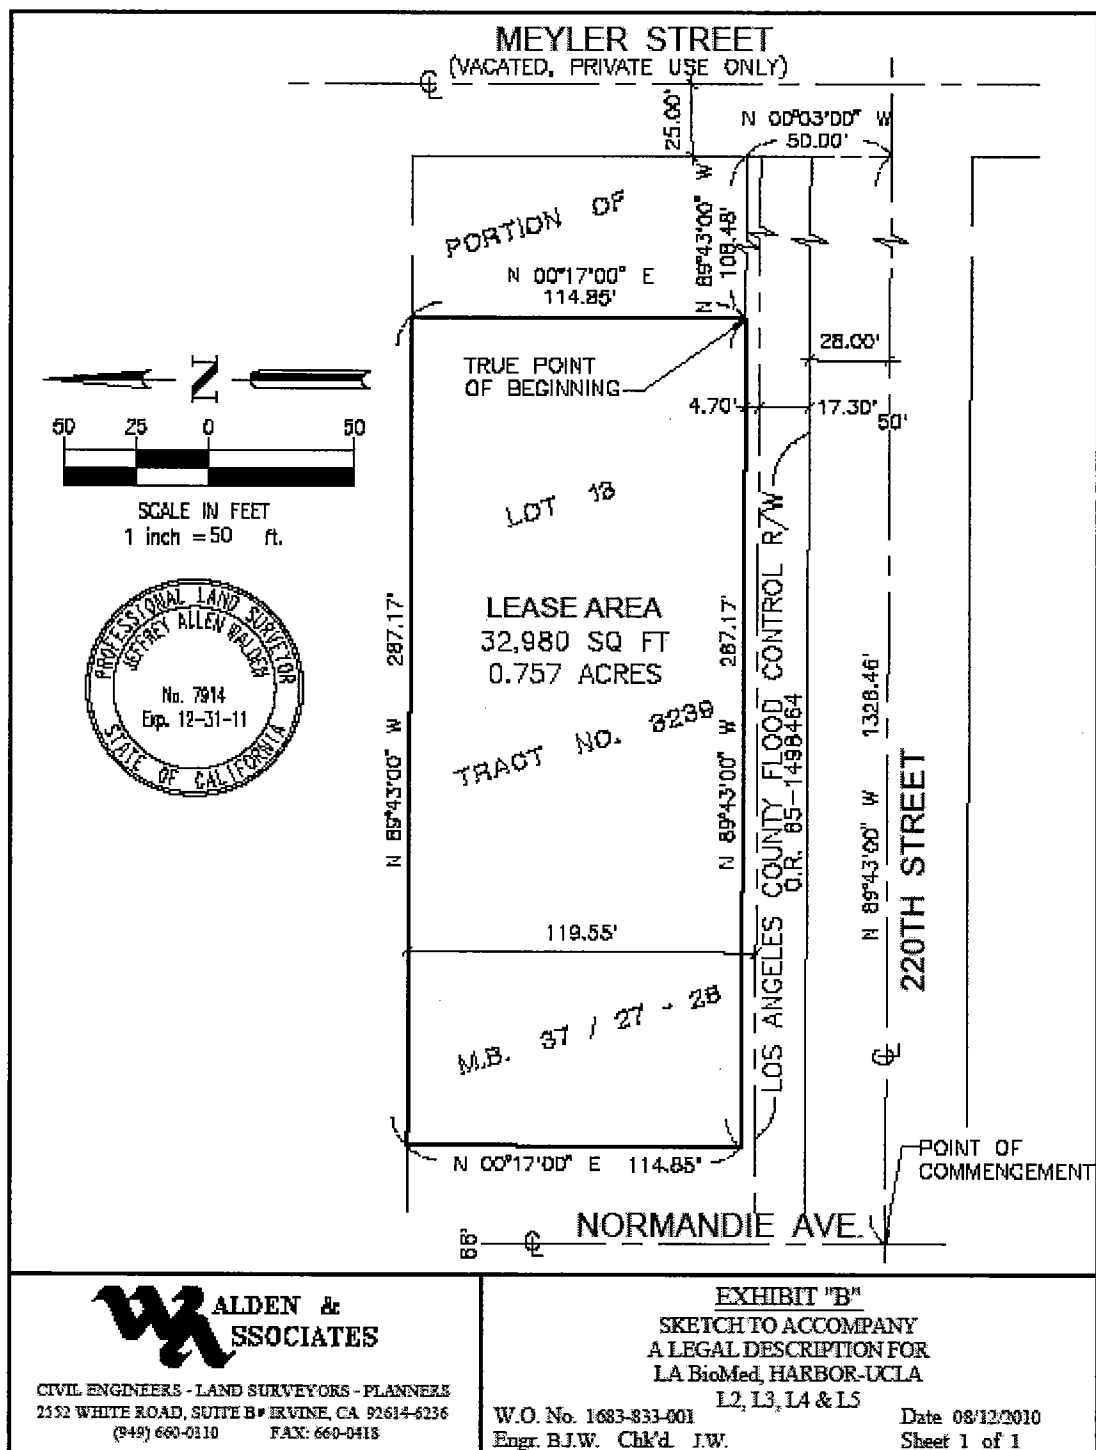 MEYLER STREET
(VACATED, PRIVATE USE ONLY)
25.00'
N 00°03'00" W
50.00'
PORTION OF
N 89°43'00" W
108.48'
N 00°17'00" E
114.85'
28.00'
TRUE POINT
OF BEGINNING
4.70'
17.30'
50'
N
50 25 0 50
SCALE IN FEET
1 inch = 50 ft.
LOT 13
PROFESSIONAL LAND SURVEYOR
JEFFREY ALLEN WALDEN
No. 7914
Exp. 12-31-11
STATE OF CALIFORNIA
N 89°43'00" W 287.17'
LEASE AREA
32,980 SQ FT
0.757 ACRES
N 89°43'00" W 287.17'
TRACT NO. 3239
LOS ANGELES COUNTY FLOOD CONTROL R/W
O.R. 85-1498464
N 89°43'00" W 1328.46'
220TH STREET
119.55'
M.B. 37 / 27 - 28
N 00°17'00" E 114.85'
POINT OF
COMMENCEMENT
NORMANDIE AVE.
66'
WALDEN &
ASSOCIATES
CIVIL ENGINEERS - LAND SURVEYORS - PLANNERS
2552 WHITE ROAD, SUITE B • IRVINE, CA 92614-6236
(949) 660-0110 FAX: 660-0418
EXHIBIT "B"
SKETCH TO ACCOMPANY
A LEGAL DESCRIPTION FOR
LA BioMed, HARBOR-UCLA
L2, L3, L4 & L5
W.O. No. 1683-833-001 Date 08/12/2010
Engr. B.J.W. Chk'd. J.W. Sheet 1 of 1